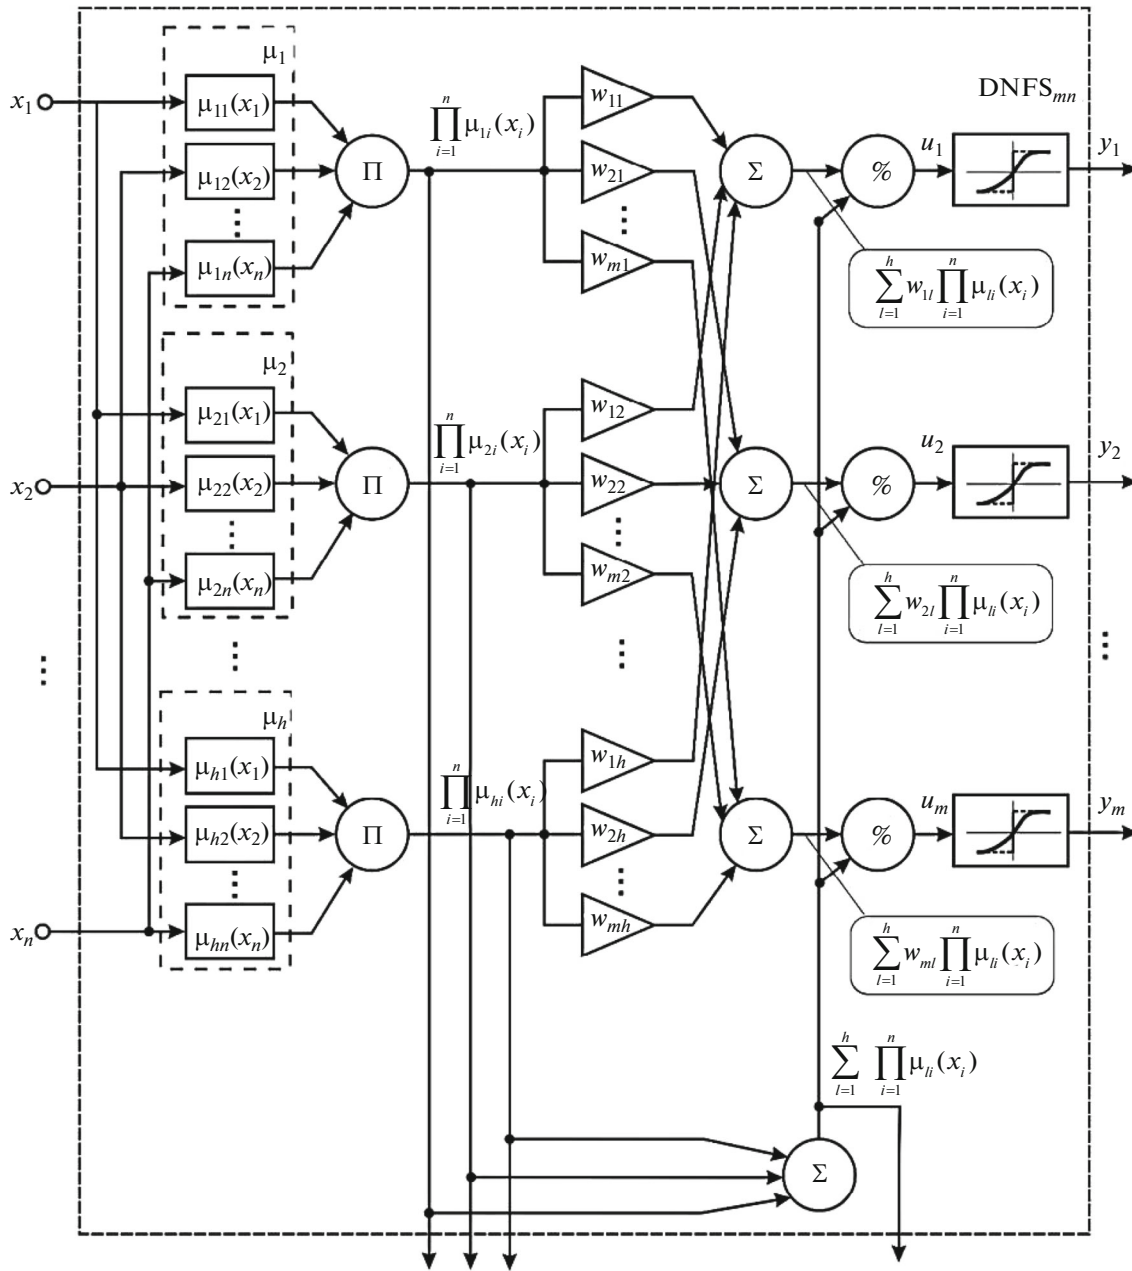 DNFSmn
x1
x2
⋮
xn
μ1
μ11(x1)
μ12(x2)
⋮
μ1n(xn)
μ2
μ21(x1)
μ22(x2)
⋮
μ2n(xn)
⋮
μh
μh1(x1)
μh2(x2)
⋮
μhn(xn)
Π
Π
Π
∏_{i=1}^{n} μ1i(xi)
∏_{i=1}^{n} μ2i(xi)
∏_{i=1}^{n} μhi(xi)
w11
w21
⋮
wm1
w12
w22
⋮
wm2
⋮
w1h
w2h
⋮
wmh
Σ
Σ
Σ
%
%
%
∑_{l=1}^{h} w1l ∏_{i=1}^{n} μli(xi)
∑_{l=1}^{h} w2l ∏_{i=1}^{n} μli(xi)
∑_{l=1}^{h} wml ∏_{i=1}^{n} μli(xi)
u1
u2
um
y1
y2
⋮
ym
∑_{l=1}^{h} ∏_{i=1}^{n} μli(xi)
Σ